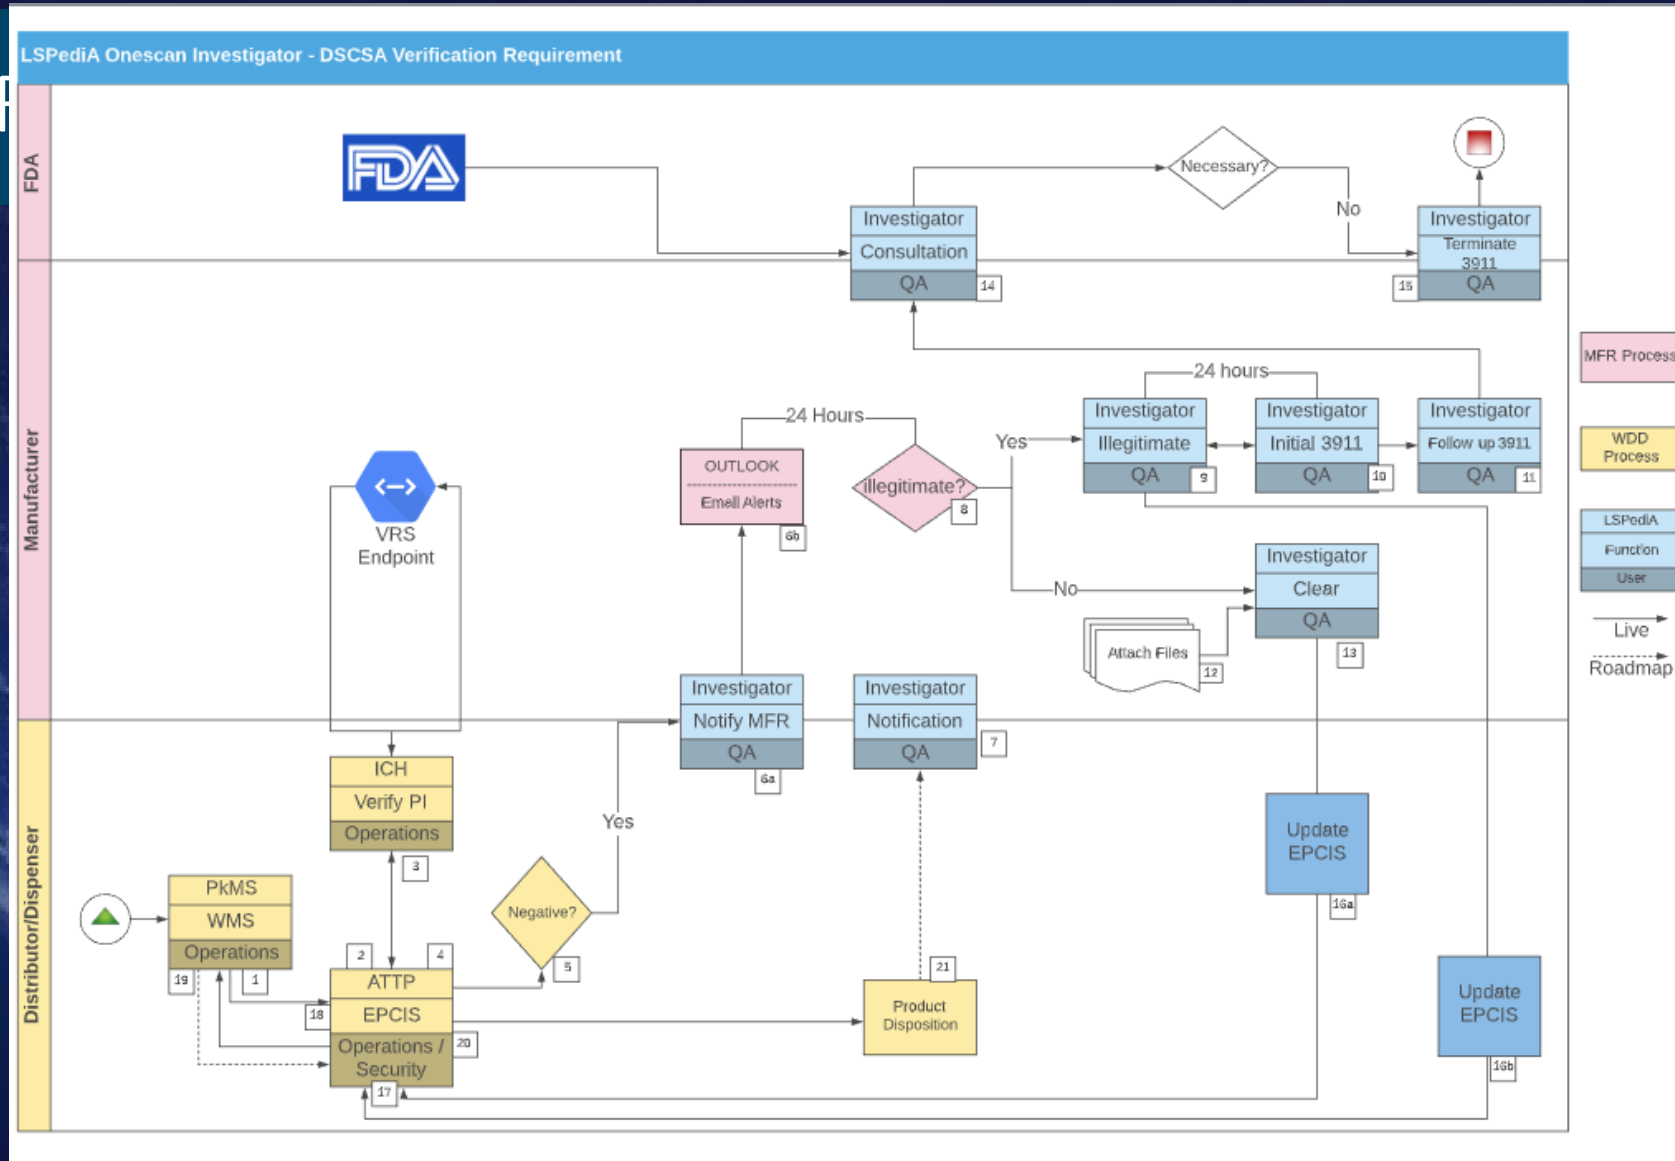 LSPediA Onescan Investigator - DSCSA Verification Requirement
FDA
FDA
Necessary?
No
Investigator
Consultation
QA
14
Investigator
Terminate
3911
QA
15
Manufacturer
MFR Process
WDD
Process
LSPediA
Function
User
Live
Roadmap
24 hours
24 Hours
Investigator
Illegitimate
QA
9
Investigator
Initial 3911
QA
10
Investigator
Follow up 3911
QA
11
Yes
OUTLOOK
Email Alerts
6b
illegitimate?
8
VRS
Endpoint
No
Investigator
Clear
QA
13
Attach Files
12
Investigator
Notify MFR
QA
6a
Investigator
Notification
QA
7
Distributor/Dispenser
ICH
Verify PI
Operations
3
Yes
Negative?
5
Update
EPCIS
16a
PkMS
WMS
Operations
19
1
2
4
ATTP
EPCIS
Operations /
Security
18
20
17
21
Product
Disposition
Update
EPCIS
16b